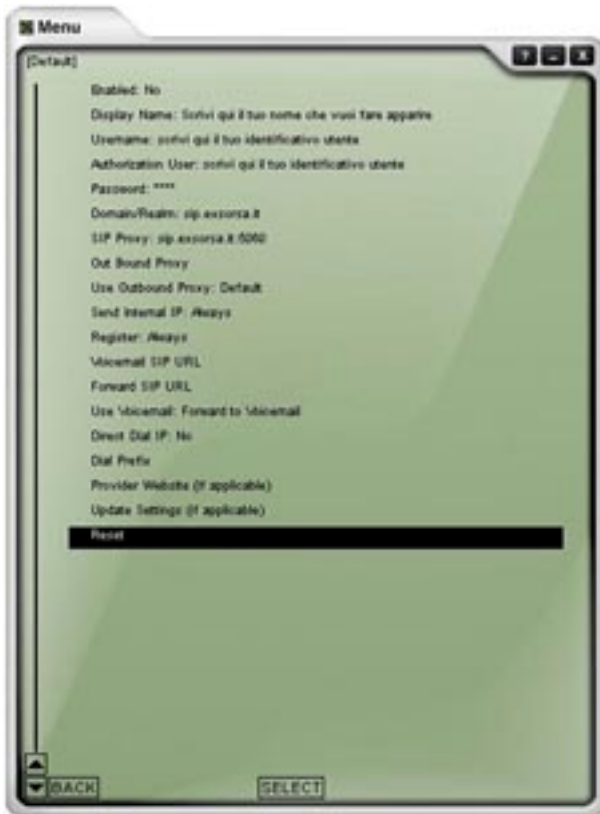 Menu
[Default]
Enabled: No
Display Name: Scrivi qui il tuo nome che vuoi fare apparire
Username: scrivi qui il tuo identificativo utente
Authorization User: scrivi qui il tuo identificativo utente
Password: ****
Domain/Realm: sip.exsorsa.it
SIP Proxy: sip.exsorsa.it:5060
Out Bound Proxy
Use Outbound Proxy: Default
Send Internal IP: Always
Register: Always
Voicemail SIP URL
Forward SIP URL
Use Voicemail: Forward to Voicemail
Direct Dial IP: No
Dial Prefix
Provider Website (If applicable)
Update Settings (If applicable)
Reset
BACK SELECT